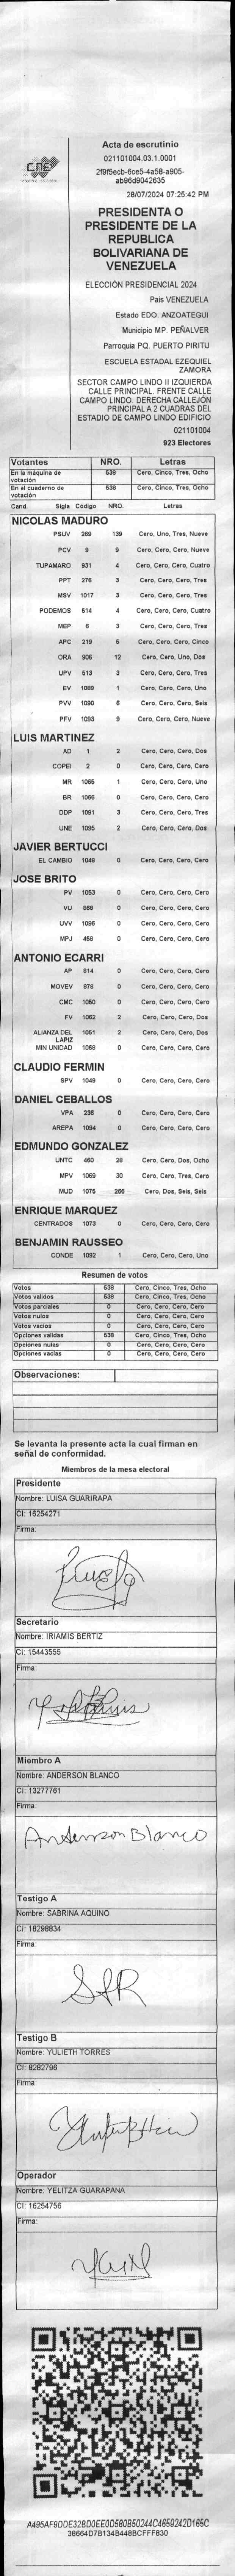 CNE
Acta de escrutinio
021101004.03.1.0001
2f9f5ecb-6ce5-4a58-a905-
ab96d9042635
28/07/2024 07:25:42 PM
PRESIDENTA O
PRESIDENTE DE LA
REPUBLICA
BOLIVARIANA DE
VENEZUELA
ELECCIÓN PRESIDENCIAL 2024
Pais VENEZUELA
Estado EDO. ANZOATEGUI
Municipio MP. PEÑALVER
Parroquia PQ. PUERTO PIRITU
ESCUELA ESTADAL EZEQUIEL
ZAMORA
SECTOR CAMPO LINDO II IZQUIERDA
CALLE PRINCIPAL. FRENTE CALLE
CAMPO LINDO. DERECHA CALLEJÓN
PRINCIPAL A 2 CUADRAS DEL
ESTADIO DE CAMPO LINDO EDIFICIO
021101004
923 Electores
Votantes NRO. Letras
En la máquina de votación 538 Cero, Cinco, Tres, Ocho
En el cuaderno de votación 538 Cero, Cinco, Tres, Ocho
Cand. Sigla Código NRO. Letras
NICOLAS MADURO
PSUV 269 139 Cero, Uno, Tres, Nueve
PCV 9 9 Cero, Cero, Cero, Nueve
TUPAMARO 931 4 Cero, Cero, Cero, Cuatro
PPT 276 3 Cero, Cero, Cero, Tres
MSV 1017 3 Cero, Cero, Cero, Tres
PODEMOS 514 4 Cero, Cero, Cero, Cuatro
MEP 6 3 Cero, Cero, Cero, Tres
APC 219 5 Cero, Cero, Cero, Cinco
ORA 906 12 Cero, Cero, Uno, Dos
UPV 513 3 Cero, Cero, Cero, Tres
EV 1089 1 Cero, Cero, Cero, Uno
PVV 1090 6 Cero, Cero, Cero, Seis
PFV 1093 9 Cero, Cero, Cero, Nueve
LUIS MARTINEZ
AD 1 2 Cero, Cero, Cero, Dos
COPEI 2 0 Cero, Cero, Cero, Cero
MR 1055 1 Cero, Cero, Cero, Uno
BR 1066 0 Cero, Cero, Cero, Cero
DDP 1091 3 Cero, Cero, Cero, Tres
UNE 1095 2 Cero, Cero, Cero, Dos
JAVIER BERTUCCI
EL CAMBIO 1048 0 Cero, Cero, Cero, Cero
JOSE BRITO
PV 1053 0 Cero, Cero, Cero, Cero
VU 868 0 Cero, Cero, Cero, Cero
UVV 1096 0 Cero, Cero, Cero, Cero
MPJ 458 0 Cero, Cero, Cero, Cero
ANTONIO ECARRI
AP 814 0 Cero, Cero, Cero, Cero
MOVEV 978 0 Cero, Cero, Cero, Cero
CMC 1050 0 Cero, Cero, Cero, Cero
FV 1062 2 Cero, Cero, Cero, Dos
ALIANZA DEL LAPIZ 1051 2 Cero, Cero, Cero, Dos
MIN UNIDAD 1068 0 Cero, Cero, Cero, Cero
CLAUDIO FERMIN
SPV 1049 0 Cero, Cero, Cero, Cero
DANIEL CEBALLOS
VPA 236 0 Cero, Cero, Cero, Cero
AREPA 1094 0 Cero, Cero, Cero, Cero
EDMUNDO GONZALEZ
UNTC 460 28 Cero, Cero, Dos, Ocho
MPV 1069 30 Cero, Cero, Tres, Cero
MUD 1075 266 Cero, Dos, Seis, Seis
ENRIQUE MARQUEZ
CENTRADOS 1073 0 Cero, Cero, Cero, Cero
BENJAMIN RAUSSEO
CONDE 1092 1 Cero, Cero, Cero, Uno
Resumen de votos
Votos 538 Cero, Cinco, Tres, Ocho
Votos validos 538 Cero, Cinco, Tres, Ocho
Votos parciales 0 Cero, Cero, Cero, Cero
Votos nulos 0 Cero, Cero, Cero, Cero
Votos vacios 0 Cero, Cero, Cero, Cero
Opciones validas 538 Cero, Cinco, Tres, Ocho
Opciones nulas 0 Cero, Cero, Cero, Cero
Opciones vacias 0 Cero, Cero, Cero, Cero
Observaciones:
Se levanta la presente acta la cual firman en
señal de conformidad.
Miembros de la mesa electoral
Presidente
Nombre: LUISA GUARIRAPA
CI: 16254271
Firma:
Secretario
Nombre: IRIAMIS BERTIZ
CI: 15443555
Firma:
Miembro A
Nombre: ANDERSON BLANCO
CI: 13277761
Firma:
Anderson Blanco
Testigo A
Nombre: SABRINA AQUINO
CI: 18298834
Firma:
Testigo B
Nombre: YULIETH TORRES
CI: 8282796
Firma:
Operador
Nombre: YELITZA GUARAPANA
CI: 16254756
Firma:
A495AF9DDE32BD0EE0D580B50244C4659242D165C
38664D7B134B448BCFFF830